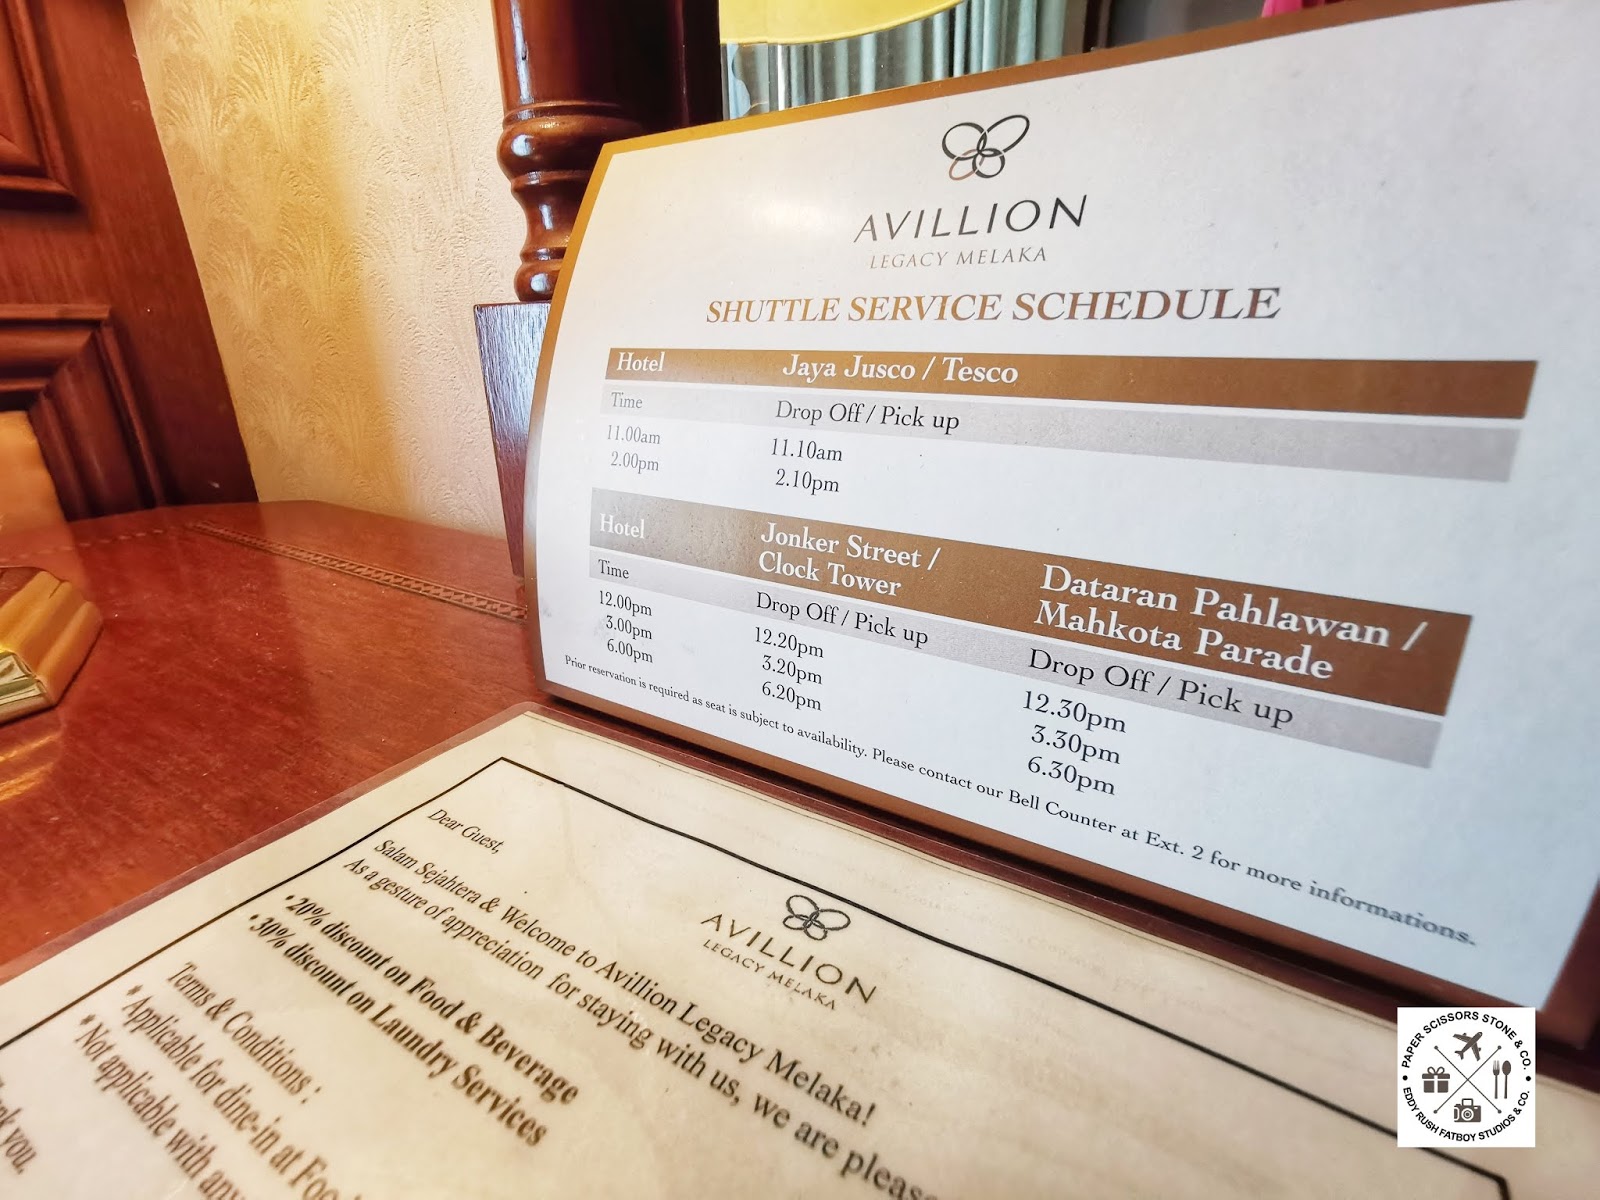 AVILLION
LEGACY MELAKA
SHUTTLE SERVICE SCHEDULE
Hotel Jaya Jusco / Tesco
Time Drop Off / Pick up
11.00am 11.10am
2.00pm 2.10pm
Hotel Jonker Street / Clock Tower Dataran Pahlawan / Mahkota Parade
Time Drop Off / Pick up Drop Off / Pick up
12.00pm 12.20pm 12.30pm
3.00pm 3.20pm 3.30pm
6.00pm 6.20pm 6.30pm
Prior reservation is required as seat is subject to availability. Please contact our Bell Counter at Ext. 2 for more informations.
AVILLION
LEGACY MELAKA
Dear Guest,
Salam Sejahtera & Welcome to Avillion Legacy Melaka!
As a gesture of appreciation for staying with us, we are
• 20% discount on Food & Beverage
• 30% discount on Laundry Services
Terms & Conditions :
* Applicable for dine-in at
* Not applicable with any
you,
PAPER SCISSORS STONE & CO.
EDDY RUSH FATBOY STUDIOS & CO.